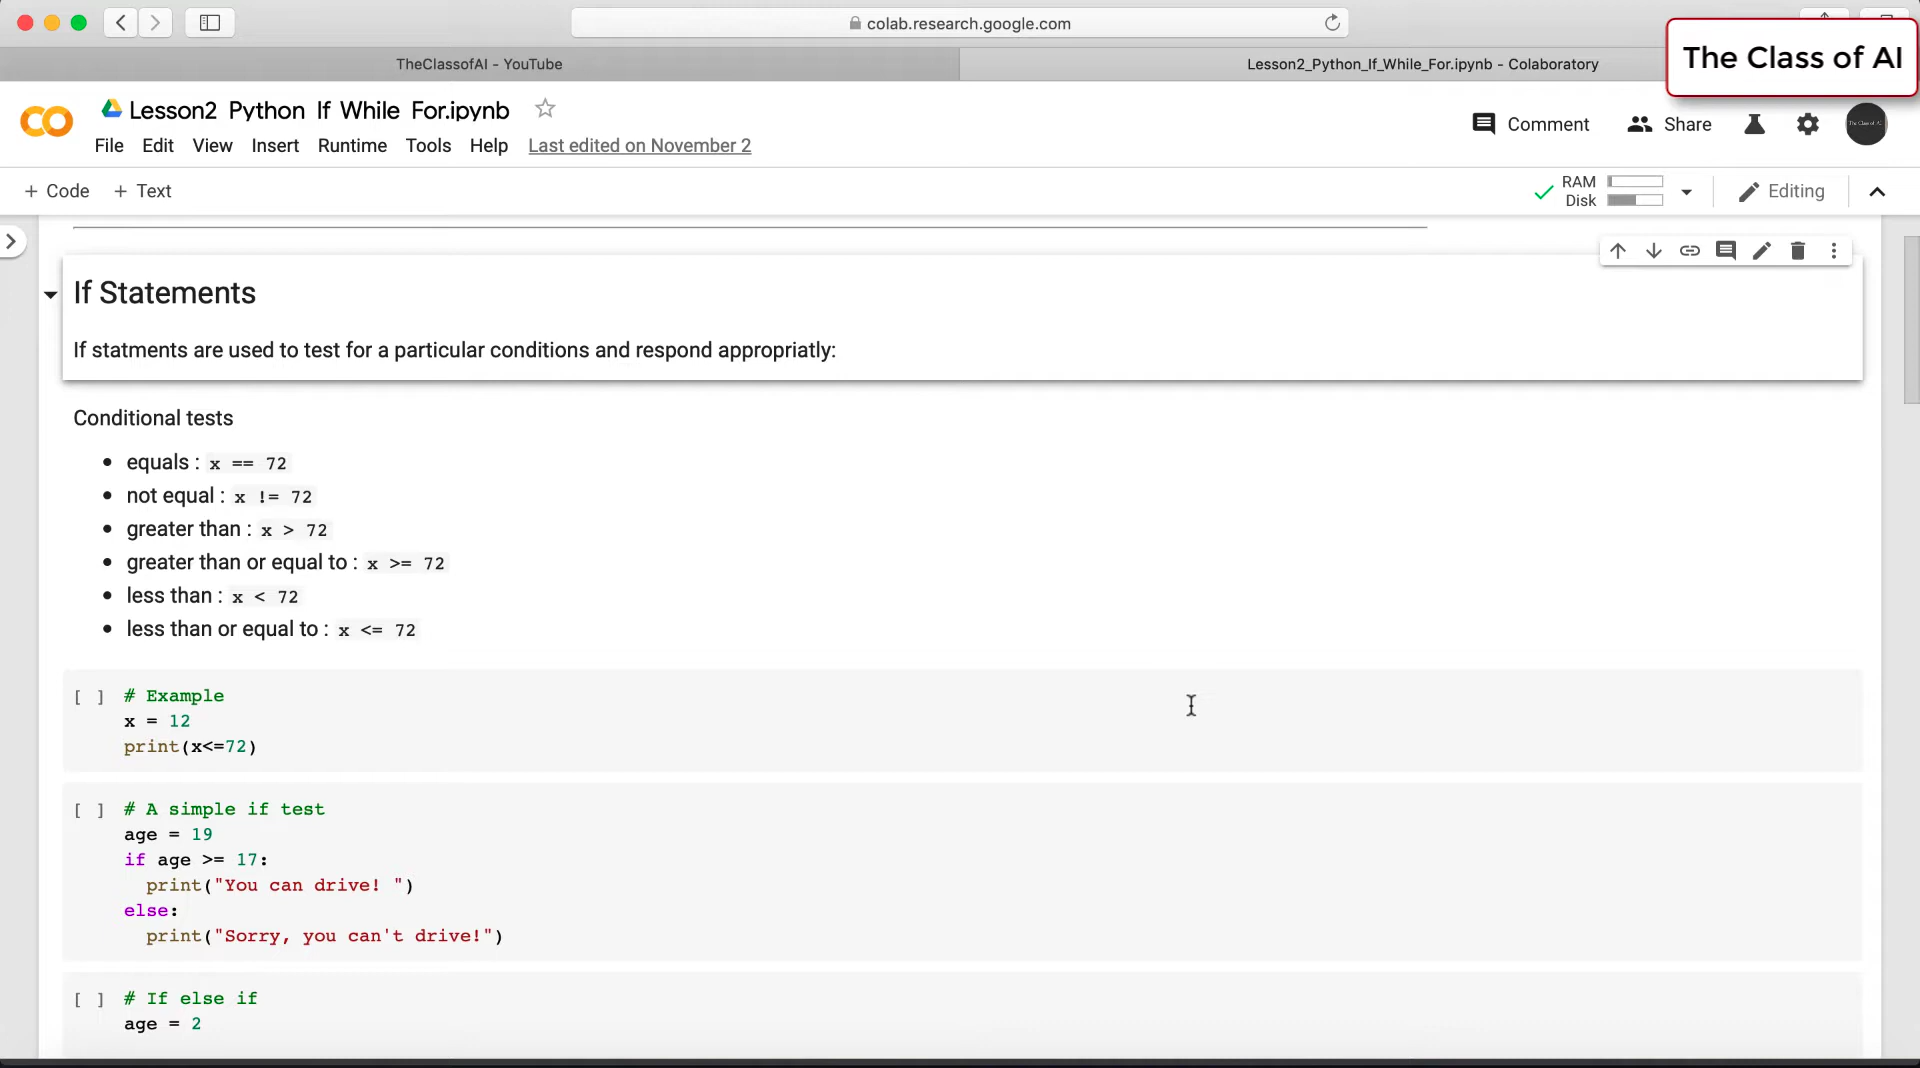 colab.research.google.com
TheClassofAI - YouTube
Lesson2_Python_If_While_For.ipynb - Colaboratory
The Class of AI
Lesson2 Python If While For.ipynb
Comment
Share
File Edit View Insert Runtime Tools Help Last edited on November 2
+ Code + Text
RAM
Disk
Editing
If Statements
If statments are used to test for a particular conditions and respond appropriatly:
Conditional tests
• equals : x == 72
• not equal : x != 72
• greater than : x > 72
• greater than or equal to : x >= 72
• less than : x < 72
• less than or equal to : x <= 72
[ ] # Example
x = 12
print(x<=72)
[ ] # A simple if test
age = 19
if age >= 17:
print("You can drive! ")
else:
print("Sorry, you can't drive!")
[ ] # If else if
age = 2